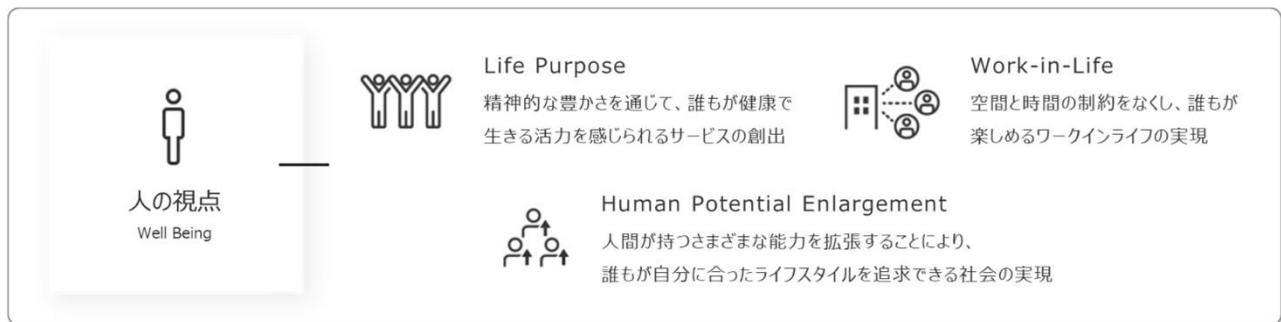 人の視点
Well Being
Life Purpose
精神的な豊かさを通じて、誰もが健康で
生きる活力を感じられるサービスの創出
Work-in-Life
空間と時間の制約をなくし、誰もが
楽しめるワークインライフの実現
Human Potential Enlargement
人間が持つさまざまな能力を拡張することにより、
誰もが自分に合ったライフスタイルを追求できる社会の実現